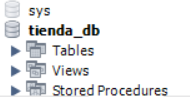 sys
tienda_db
Tables
Views
Stored Procedures